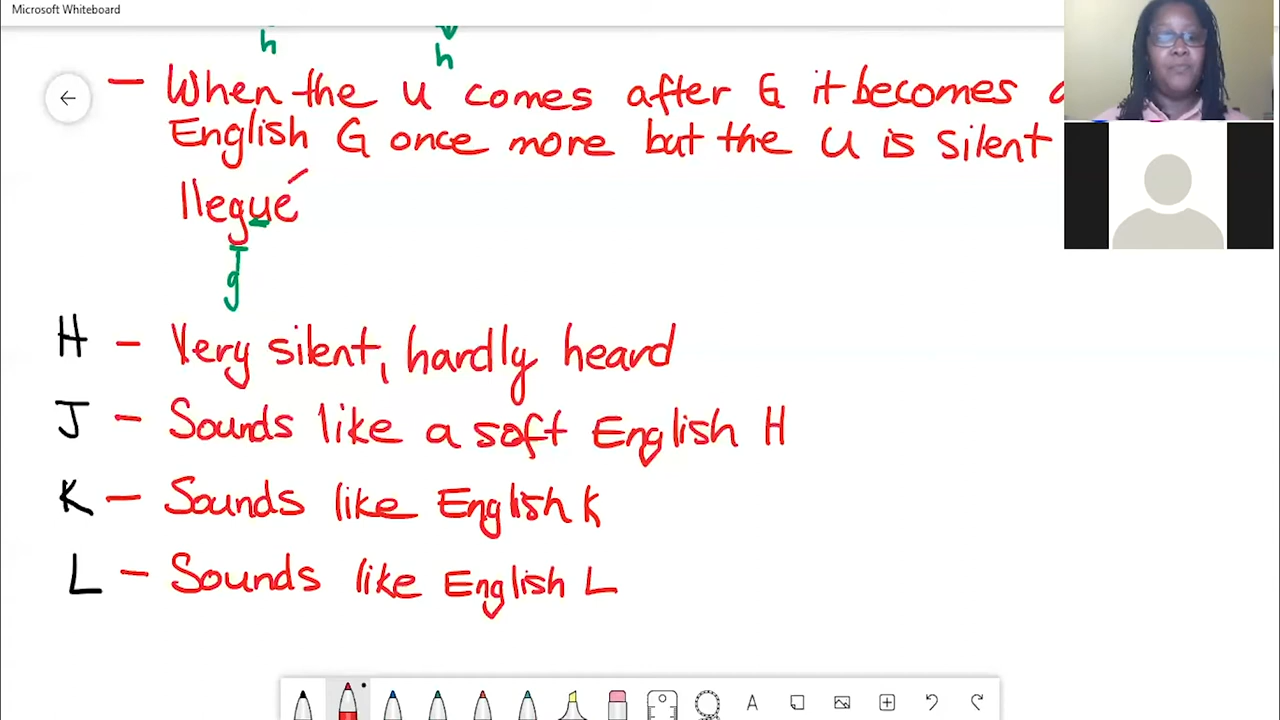 Microsoft Whiteboard
h h
– When the U comes after G it becomes
English G once more but the U is silent
llegué
g
H – Very silent, hardly heard
J – Sounds like a soft English H
K – Sounds like English K
L – Sounds like English L
A